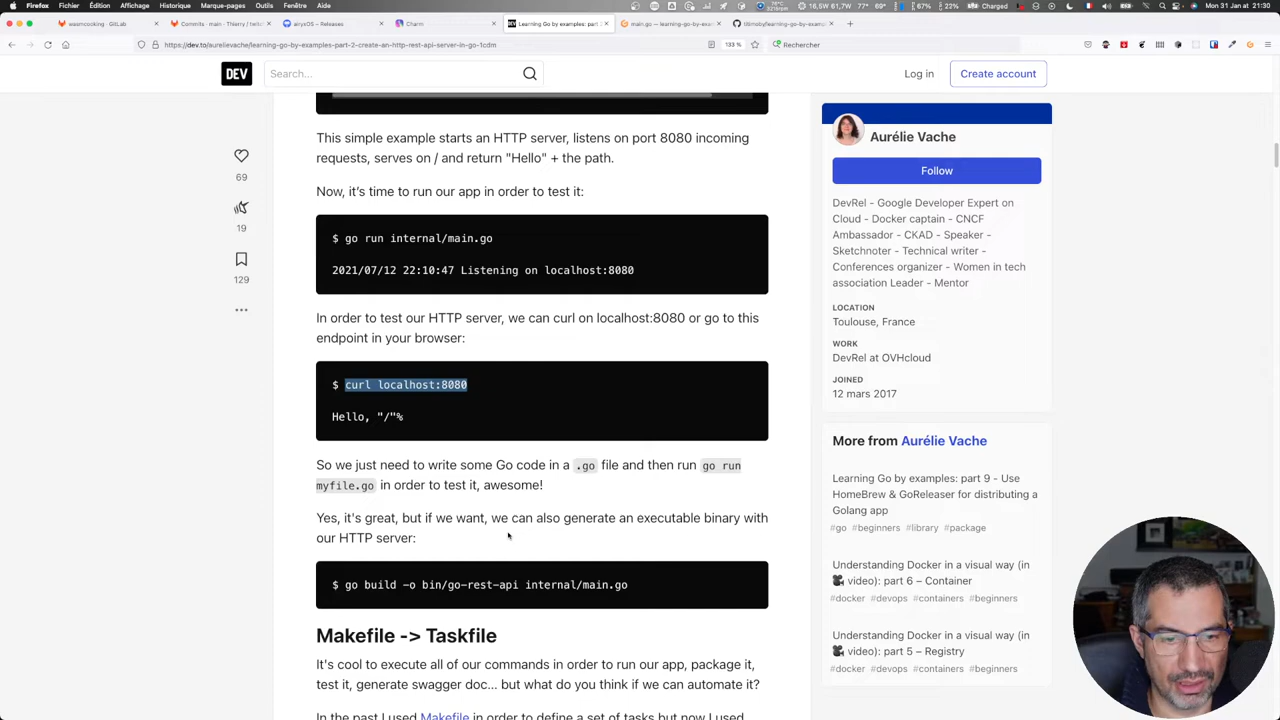 Firefox Fichier Édition Affichage Historique Marque-pages Outils Fenêtre Aide
Charged
Mon 31 Jan at 21:30
Commits · main · Thierry
airyxOS – Releases
Charm
Learning Go by examples: part
https://dev.to/aurelievache/learning-go-by-examples-part-2-create-an-http-rest-api-server-in-go-1cdm
133 %
Rechercher
DEV
Search...
Log in
Create account
This simple example starts an HTTP server, listens on port 8080 incoming
requests, serves on / and return "Hello" + the path.
Now, it's time to run our app in order to test it:
$ go run internal/main.go
2021/07/12 22:10:47 Listening on localhost:8080
In order to test our HTTP server, we can curl on localhost:8080 or go to this
endpoint in your browser:
$ curl localhost:8080
Hello, "/"%
So we just need to write some Go code in a .go file and then run go run
myfile.go in order to test it, awesome!
Yes, it's great, but if we want, we can also generate an executable binary with
our HTTP server:
$ go build -o bin/go-rest-api internal/main.go
Makefile -> Taskfile
It's cool to execute all of our commands in order to run our app, package it,
test it, generate swagger doc... but what do you think if we can automate it?
In the past I used Makefile in order to define a set of tasks but now I used
69
19
129
Aurélie Vache
Follow
DevRel - Google Developer Expert on
Cloud - Docker captain - CNCF
Ambassador - CKAD - Speaker -
Sketchnoter - Technical writer -
Conferences organizer - Women in tech
association Leader - Mentor
LOCATION
Toulouse, France
WORK
DevRel at OVHcloud
JOINED
12 mars 2017
More from Aurélie Vache
Learning Go by examples: part 9 - Use
HomeBrew & GoReleaser for distributing a
Golang app
#go #beginners #library #package
Understanding Docker in a visual way (in
🎥 video): part 6 – Container
#docker #devops #containers #beginners
Understanding Docker in a visual way (in
🎥 video): part 5 – Registry
#docker #devops #containers #beginners